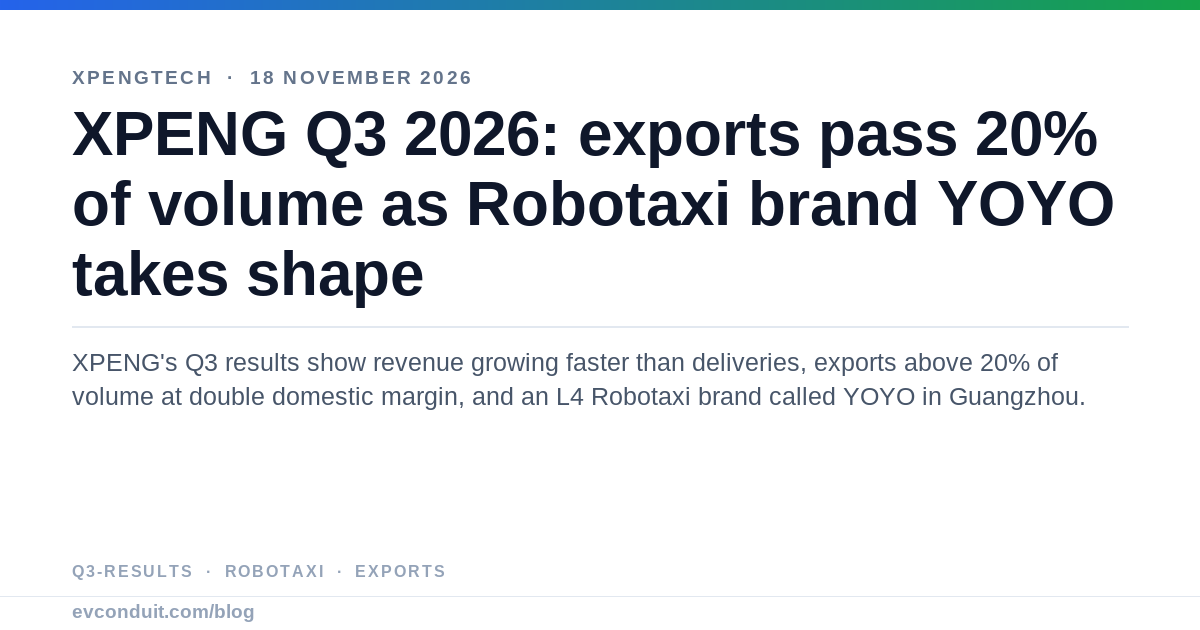 XPENGTECH · 18 NOVEMBER 2026
XPENG Q3 2026: exports pass 20%
of volume as Robotaxi brand YOYO
takes shape
XPENG's Q3 results show revenue growing faster than deliveries, exports above 20% of
volume at double domestic margin, and an L4 Robotaxi brand called YOYO in Guangzhou.
Q3-RESULTS · ROBOTAXI · EXPORTS
evconduit.com/blog